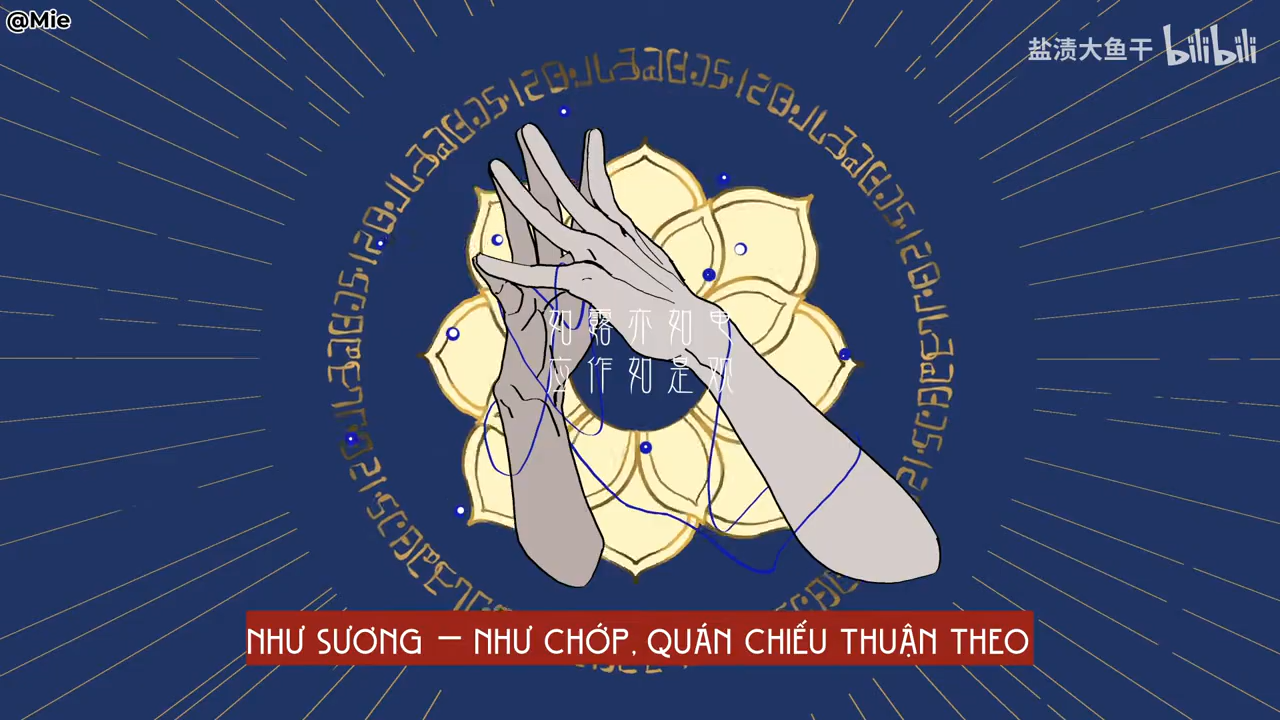 @Mie
盐渍大鱼干 bilibili
如露亦如电
应作如是观
NHƯ SƯƠNG – NHƯ CHỚP, QUÁN CHIẾU THUẬN THEO